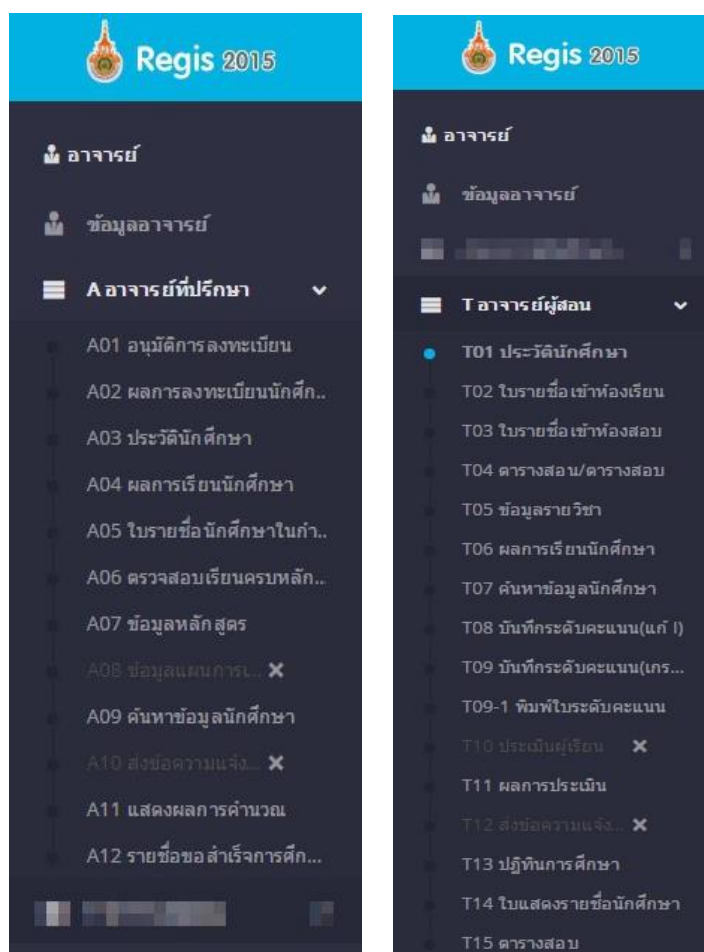 Regis 2015
อาจารย์
ข้อมูลอาจารย์
A อาจารย์ที่ปรึกษา
A01 อนุมัติการลงทะเบียน
A02 ผลการลงทะเบียนนักศึก..
A03 ประวัตินักศึกษา
A04 ผลการเรียนนักศึกษา
A05 ใบรายชื่อนักศึกษาในกำ..
A06 ตรวจสอบเรียนครบหลัก..
A07 ข้อมูลหลักสูตร
A08 ข้อมูลแผนการเ...
A09 ค้นหาข้อมูลนักศึกษา
A10 ส่งข้อความแจ้ง...
A11 แสดงผลการคำนวณ
A12 รายชื่อขอสำเร็จการศึก...
Regis 2015
อาจารย์
ข้อมูลอาจารย์
T อาจารย์ผู้สอน
T01 ประวัตินักศึกษา
T02 ใบรายชื่อเข้าห้องเรียน
T03 ใบรายชื่อเข้าห้องสอบ
T04 ตารางสอน/ตารางสอบ
T05 ข้อมูลรายวิชา
T06 ผลการเรียนนักศึกษา
T07 ค้นหาข้อมูลนักศึกษา
T08 บันทึกระดับคะแนน(แก้ I)
T09 บันทึกระดับคะแนน(เกร...
T09-1 พิมพ์ใบระดับคะแนน
T10 ประเมินผู้เรียน
T11 ผลการประเมิน
T12 ส่งข้อความแจ้ง...
T13 ปฏิทินการศึกษา
T14 ใบแสดงรายชื่อนักศึกษา
T15 ตารางสอบ